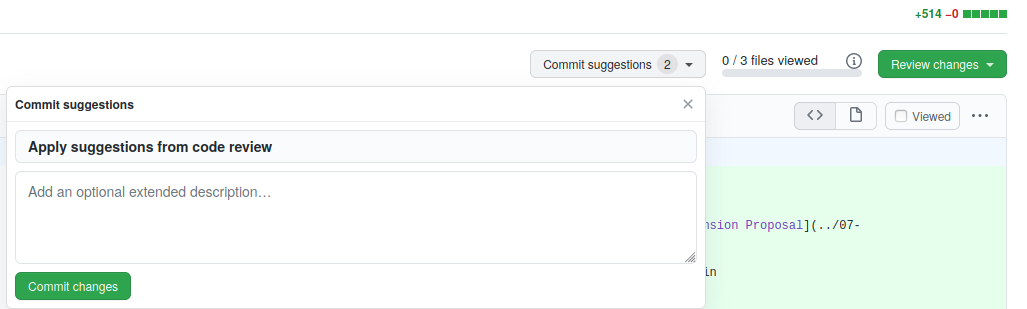 +514 −0
Commit suggestions 2
0 / 3 files viewed
Review changes
Commit suggestions
Viewed
Apply suggestions from code review
Add an optional extended description…
nsion Proposal](../07-
in
Commit changes